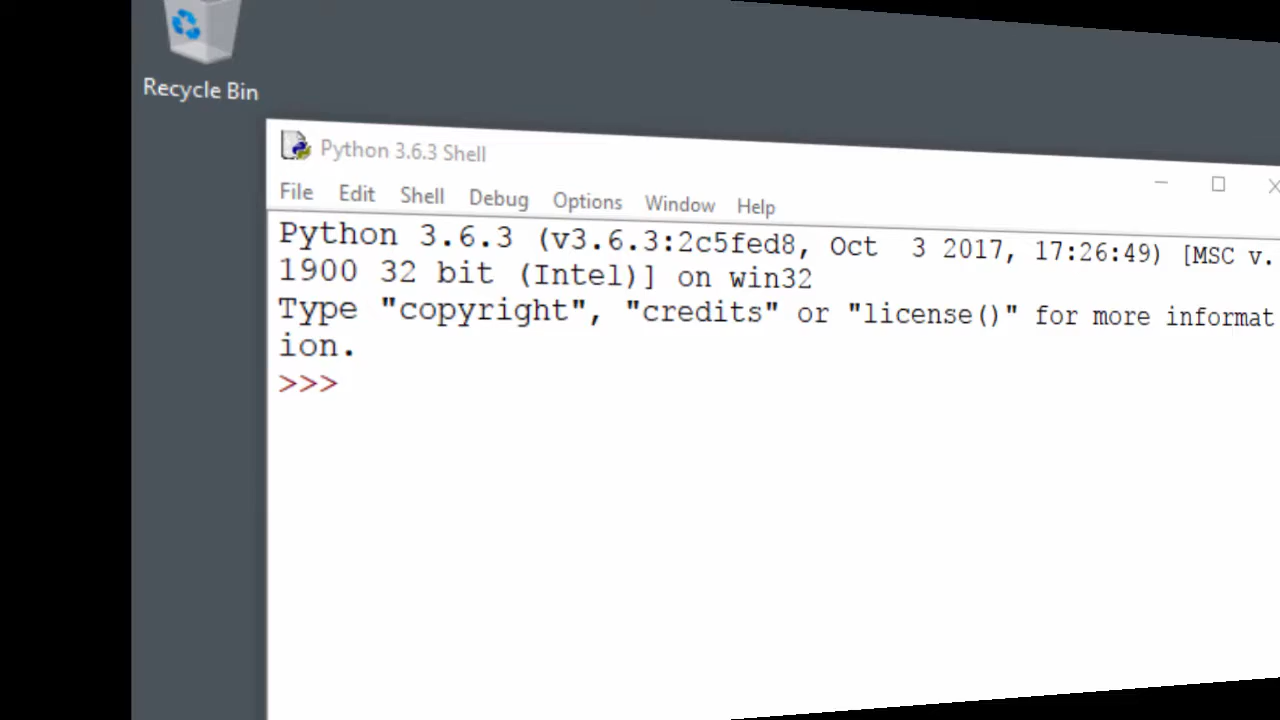 Recycle Bin
Python 3.6.3 Shell
File Edit Shell Debug Options Window Help
Python 3.6.3 (v3.6.3:2c5fed8, Oct  3 2017, 17:26:49) [MSC v.
1900 32 bit (Intel)] on win32
Type "copyright", "credits" or "license()" for more informat
ion.
>>>